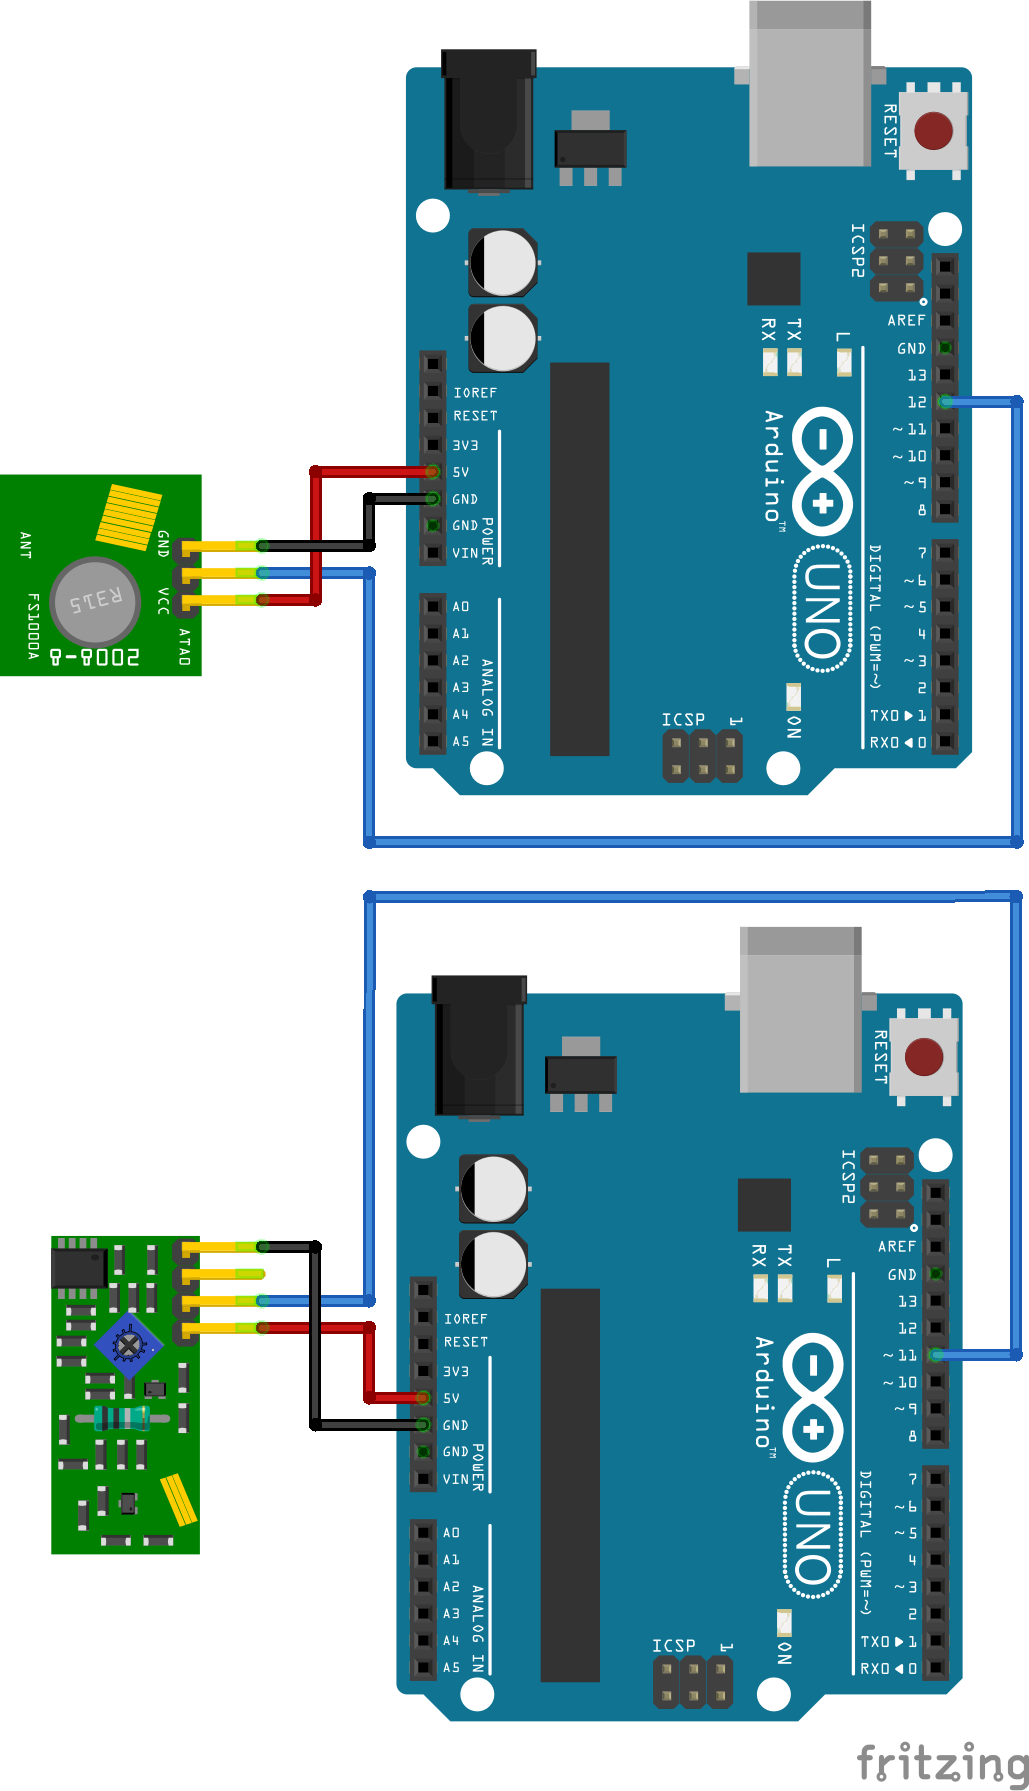 RESET
ICSP2
AREF
GND
13
12
~11
~10
~9
8
RX
TX
L
IOREF
RESET
3V3
5V
GND
GND
VIN
POWER
Arduino™
UNO
7
~6
~5
4
~3
2
TX0▶1
RX0◀0
DIGITAL (PWM=~)
A0
A1
A2
A3
A4
A5
ANALOG IN
ICSP
1
ON
ANT
GND
VCC
ATAD
R315
FS1000A
2004-9
RESET
ICSP2
AREF
GND
13
12
~11
~10
~9
8
RX
TX
L
IOREF
RESET
3V3
5V
GND
GND
VIN
POWER
Arduino™
UNO
7
~6
~5
4
~3
2
TX0▶1
RX0◀0
DIGITAL (PWM=~)
A0
A1
A2
A3
A4
A5
ANALOG IN
ICSP
1
ON
fritzing